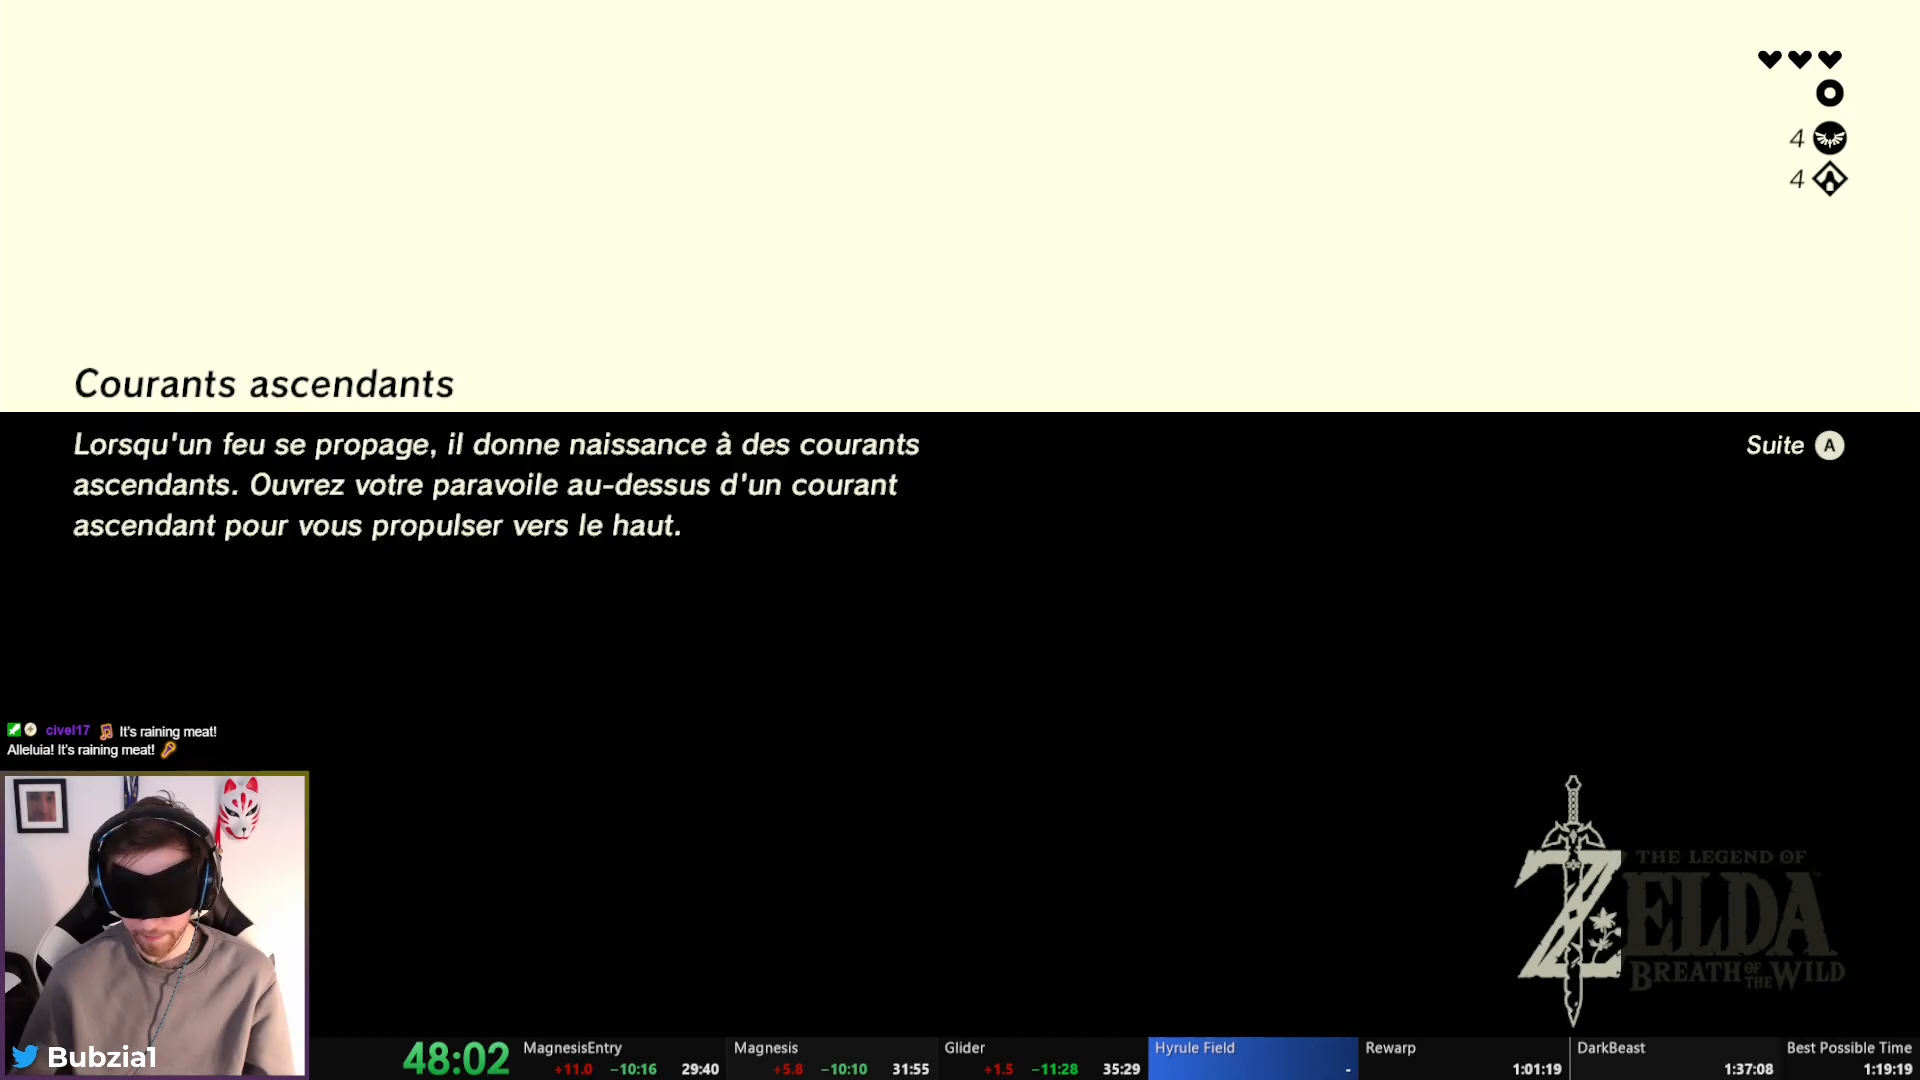 4
4
Courants ascendants
Lorsqu'un feu se propage, il donne naissance à des courants
ascendants. Ouvrez votre paravoile au-dessus d'un courant
ascendant pour vous propulser vers le haut.
Suite A
civel17 It's raining meat!
Alleluia! It's raining meat!
THE LEGEND OF
ZELDA
BREATH OF THE WILD
Bubzia1
48:02
MagnesisEntry
+11.0 −10:16 29:40
Magnesis
+5.8 −10:10 31:55
Glider
+1.5 −11:28 35:29
Hyrule Field
-
Rewarp
1:01:19
DarkBeast
1:37:08
Best Possible Time
1:19:19